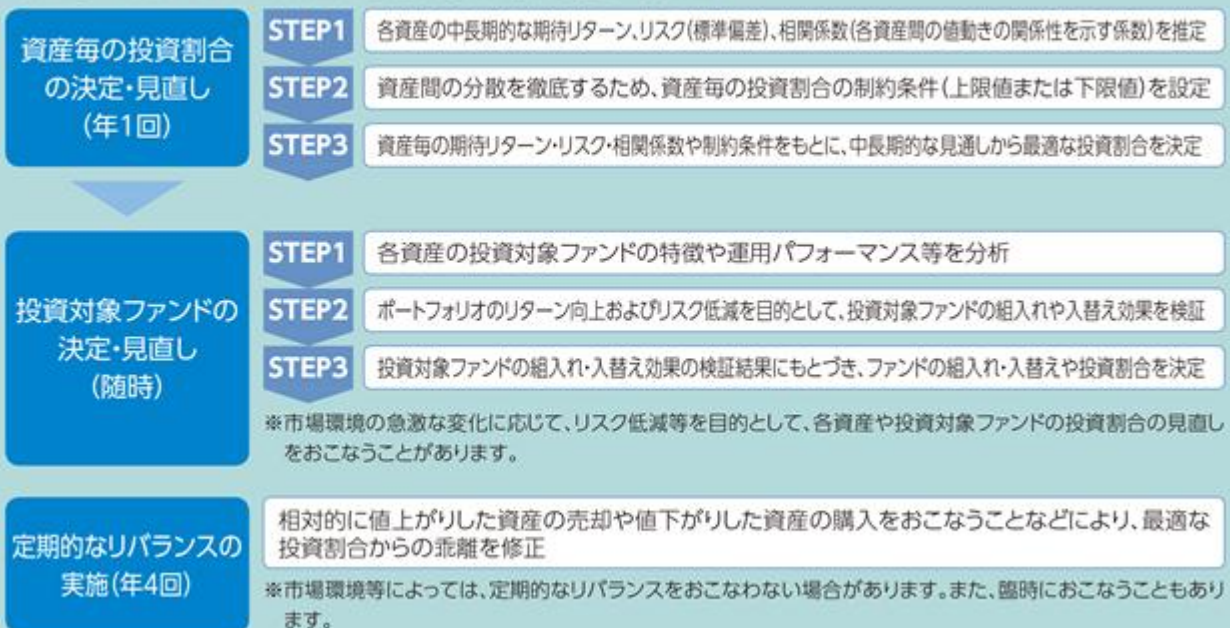 資産毎の投資割合
の決定・見直し
(年1回)
STEP1
各資産の中長期的な期待リターン、リスク(標準偏差)、相関係数(各資産間の値動きの関係性を示す係数)を推定
STEP2
資産間の分散を徹底するため、資産毎の投資割合の制約条件(上限値または下限値)を設定
STEP3
資産毎の期待リターン・リスク・相関係数や制約条件をもとに、中長期的な見通しから最適な投資割合を決定
投資対象ファンドの
決定・見直し
(随時)
STEP1
各資産の投資対象ファンドの特徴や運用パフォーマンス等を分析
STEP2
ポートフォリオのリターン向上およびリスク低減を目的として、投資対象ファンドの組入れや入替え効果を検証
STEP3
投資対象ファンドの組入れ・入替え効果の検証結果にもとづき、ファンドの組入れ・入替えや投資割合を決定
※市場環境の急激な変化に応じて、リスク低減等を目的として、各資産や投資対象ファンドの投資割合の見直し
をおこなうことがあります。
定期的なリバランスの
実施(年4回)
相対的に値上がりした資産の売却や値下がりした資産の購入をおこなうことなどにより、最適な
投資割合からの乖離を修正
※市場環境等によっては、定期的なリバランスをおこなわない場合があります。また、臨時におこなうこともあり
ます。